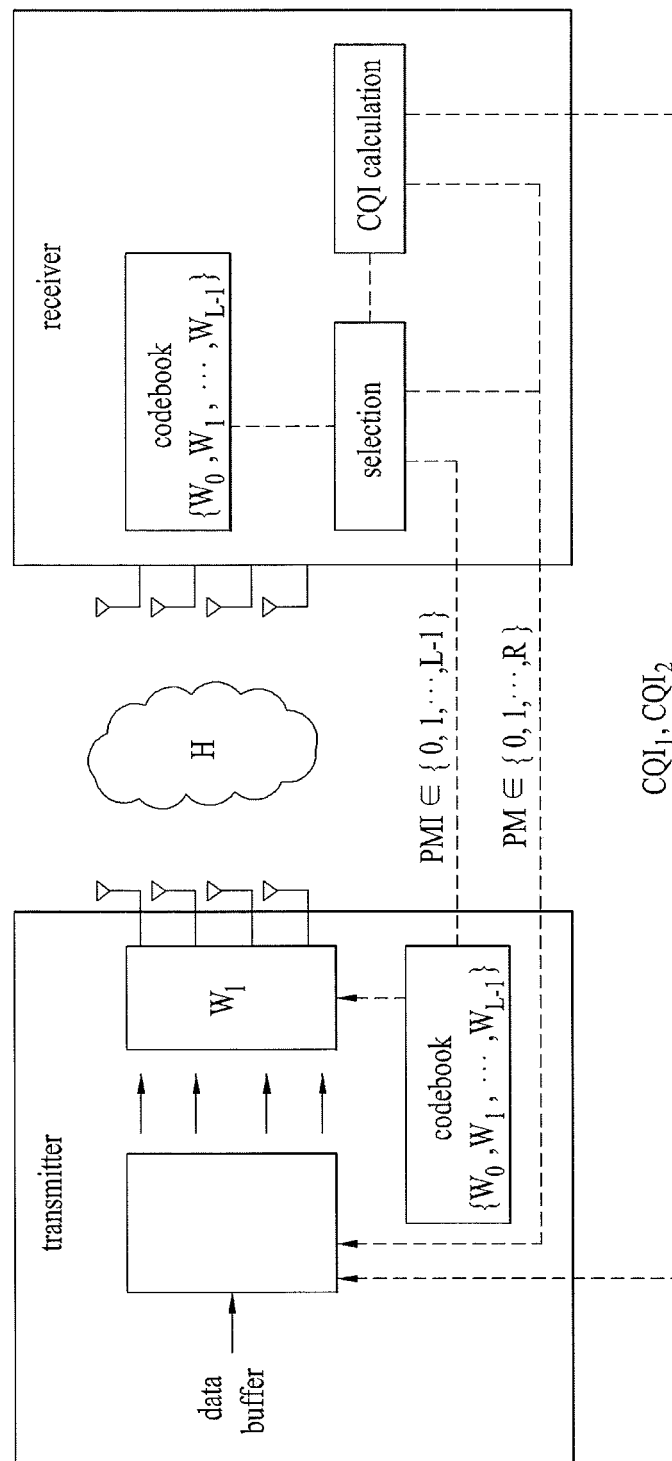 transmitter
data
buffer
W1
codebook
{W0 ,W1 , ⋯ ,WL-1}
H
PMI ∈ { 0, 1, ⋯, L-1 }
PM ∈ { 0, 1, ⋯, R }
CQI1, CQI2
receiver
codebook
{W0 ,W1 , ⋯ ,WL-1}
selection
CQI calculation